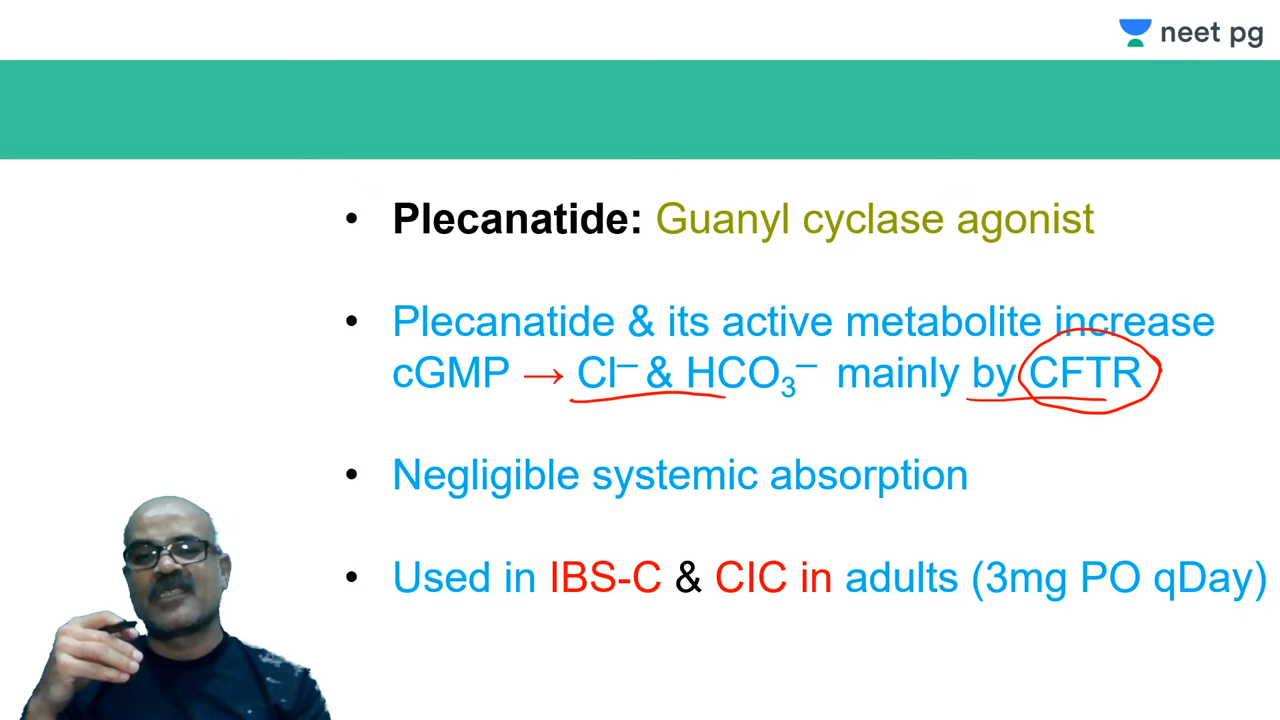 neet pg
• Plecanatide: Guanyl cyclase agonist
• Plecanatide & its active metabolite increase
cGMP → Cl⁻ & HCO₃⁻ mainly by CFTR
• Negligible systemic absorption
• Used in IBS-C & CIC in adults (3mg PO qDay)